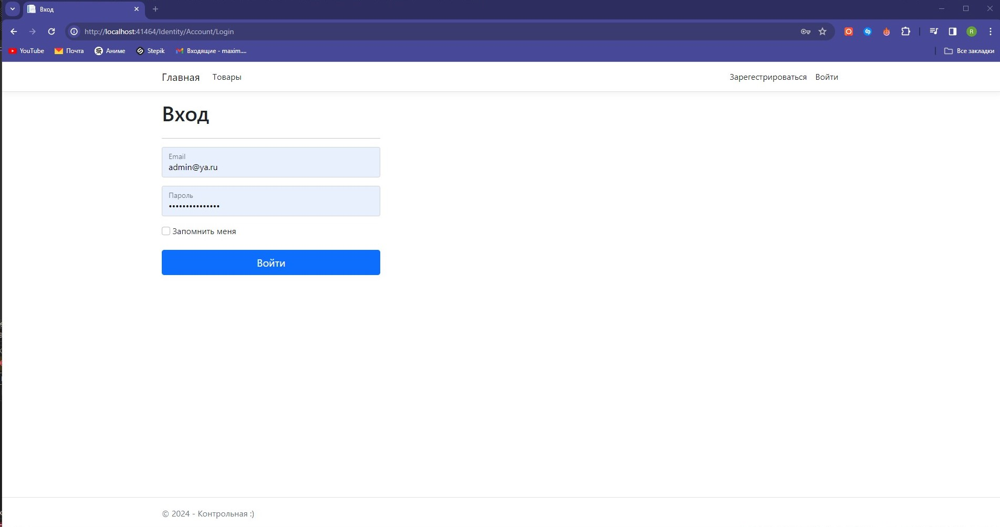 Вход
http://localhost:41464/Identity/Account/Login
R
YouTube
Почта
Аниме
Stepik
Входящие - maxim....
Все закладки
Главная Товары Зарегестрироваться Войти
Вход
Email
admin@ya.ru
Пароль
•••••••••••••••
Запомнить меня
Войти
© 2024 - Контрольная :)